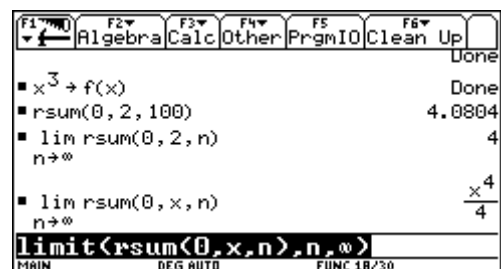 F1 F2 F3 F4 F5 F6
Algebra Calc Other PrgmIO Clean Up
Done
▪ x³ → f(x) Done
▪ rsum(0, 2, 100) 4.0804
▪ lim rsum(0, 2, n) 4
n→∞
▪ lim rsum(0, x, n) x⁴/4
n→∞
limit(rsum(0,x,n),n,∞)
MAIN DEG AUTO FUNC 18/30